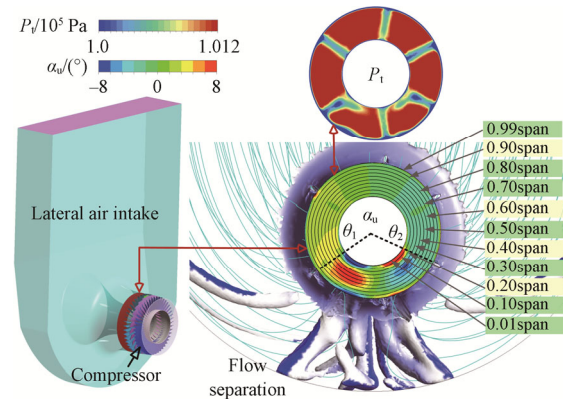 Pt/10⁵ Pa
1.0 1.012
αu/(°)
−8 0 8
Pt
Lateral air intake
αu
θ1 θ2
0.99span
0.90span
0.80span
0.70span
0.60span
0.50span
0.40span
0.30span
0.20span
0.10span
0.01span
Compressor
Flow
separation